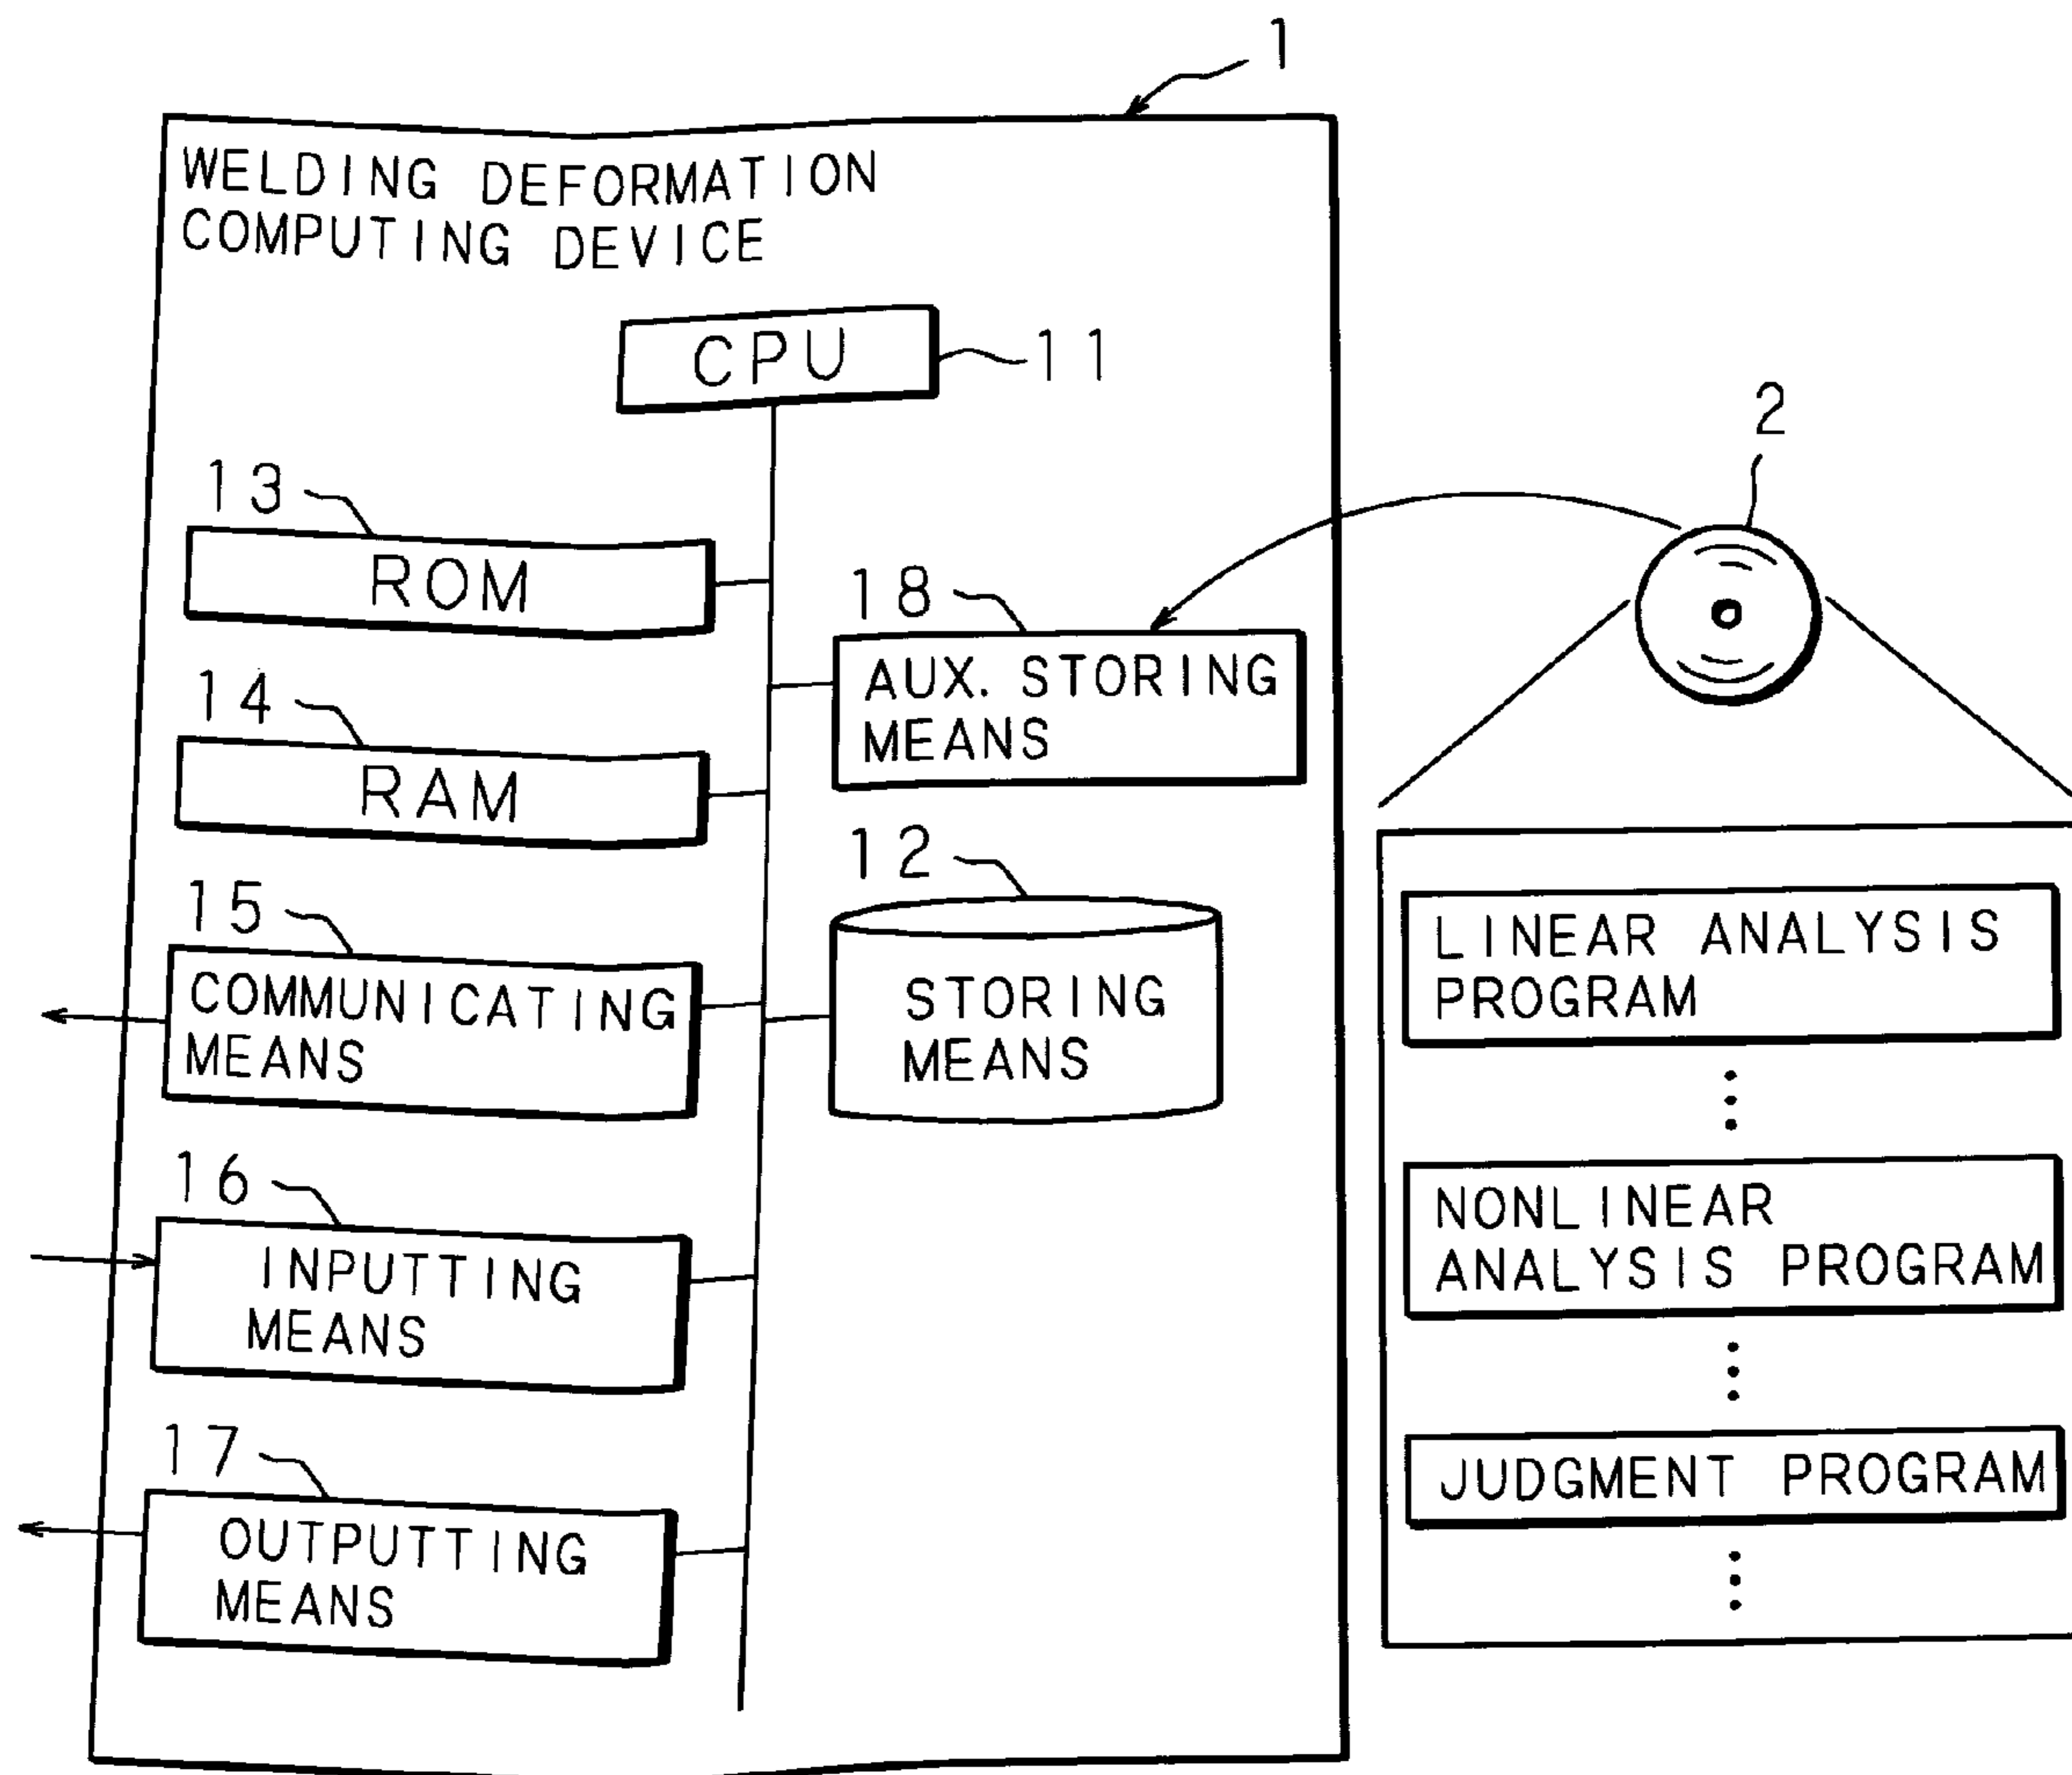 1
WELDING DEFORMATION
COMPUTING DEVICE
CPU
11
2
13
ROM
18
AUX. STORING
MEANS
14
RAM
12
STORING
MEANS
15
COMMUNICATING
MEANS
16
INPUTTING
MEANS
17
OUTPUTTING
MEANS
LINEAR ANALYSIS
PROGRAM
NONLINEAR
ANALYSIS PROGRAM
JUDGMENT PROGRAM